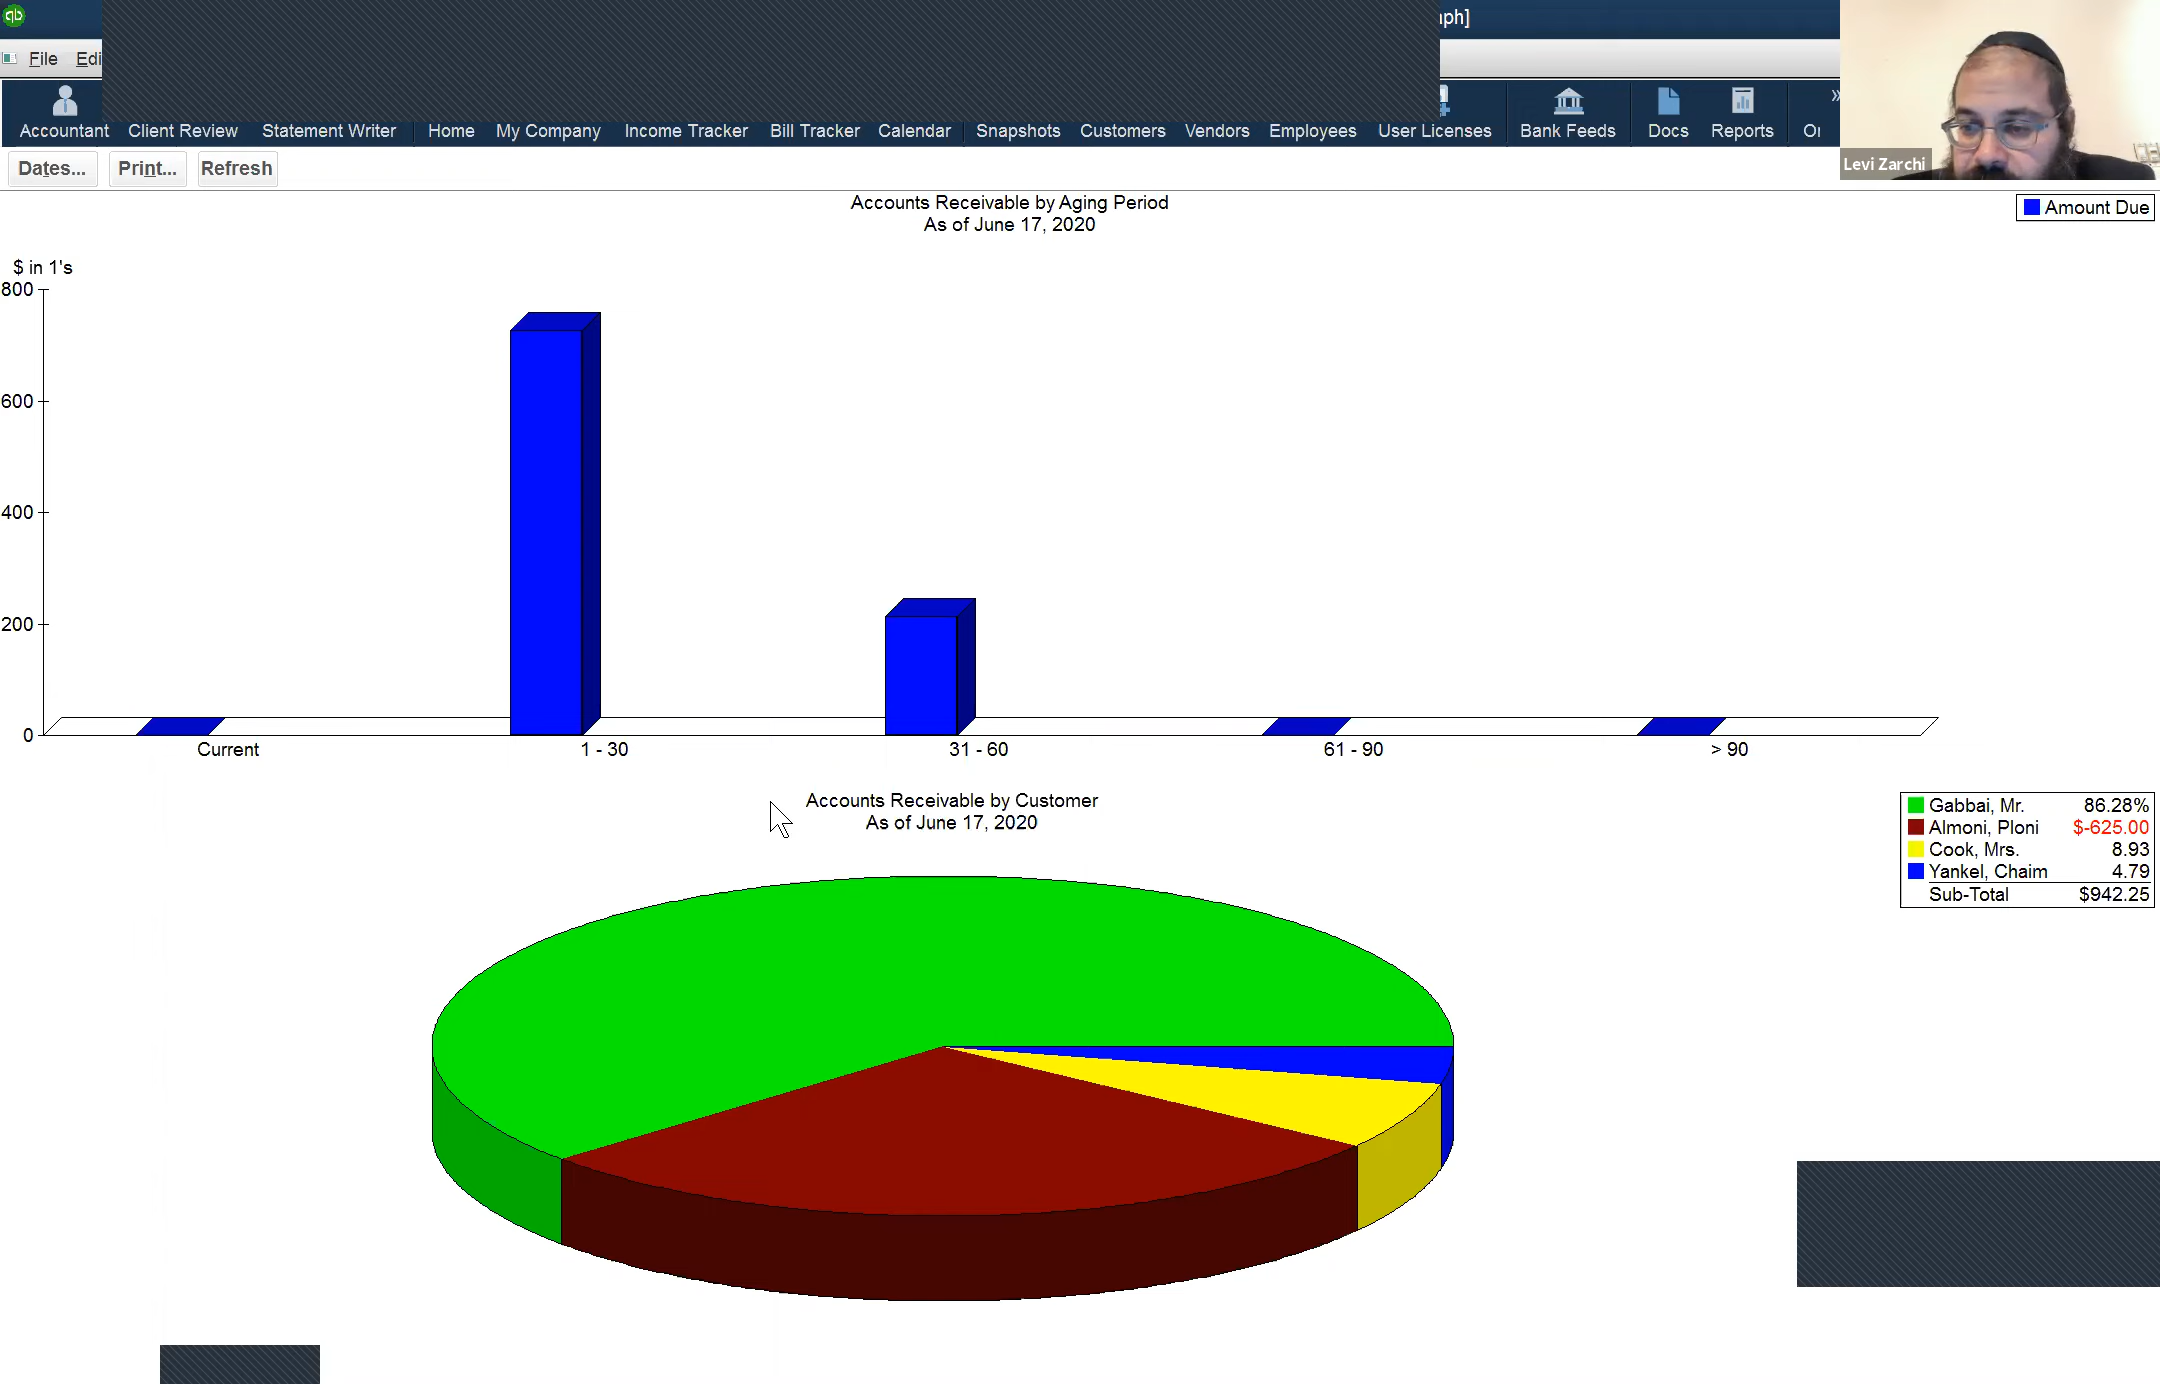 qb
ph]
File Edi
Accountant Client Review Statement Writer Home My Company Income Tracker Bill Tracker Calendar Snapshots Customers Vendors Employees User Licenses Bank Feeds Docs Reports
Levi Zarchi
Dates... Print... Refresh
Accounts Receivable by Aging Period
As of June 17, 2020
Amount Due
$ in 1's
800
600
400
200
0
Current 1 - 30 31 - 60 61 - 90 > 90
Accounts Receivable by Customer
As of June 17, 2020
Gabbai, Mr. 86.28%
Almoni, Ploni $-625.00
Cook, Mrs. 8.93
Yankel, Chaim 4.79
Sub-Total $942.25